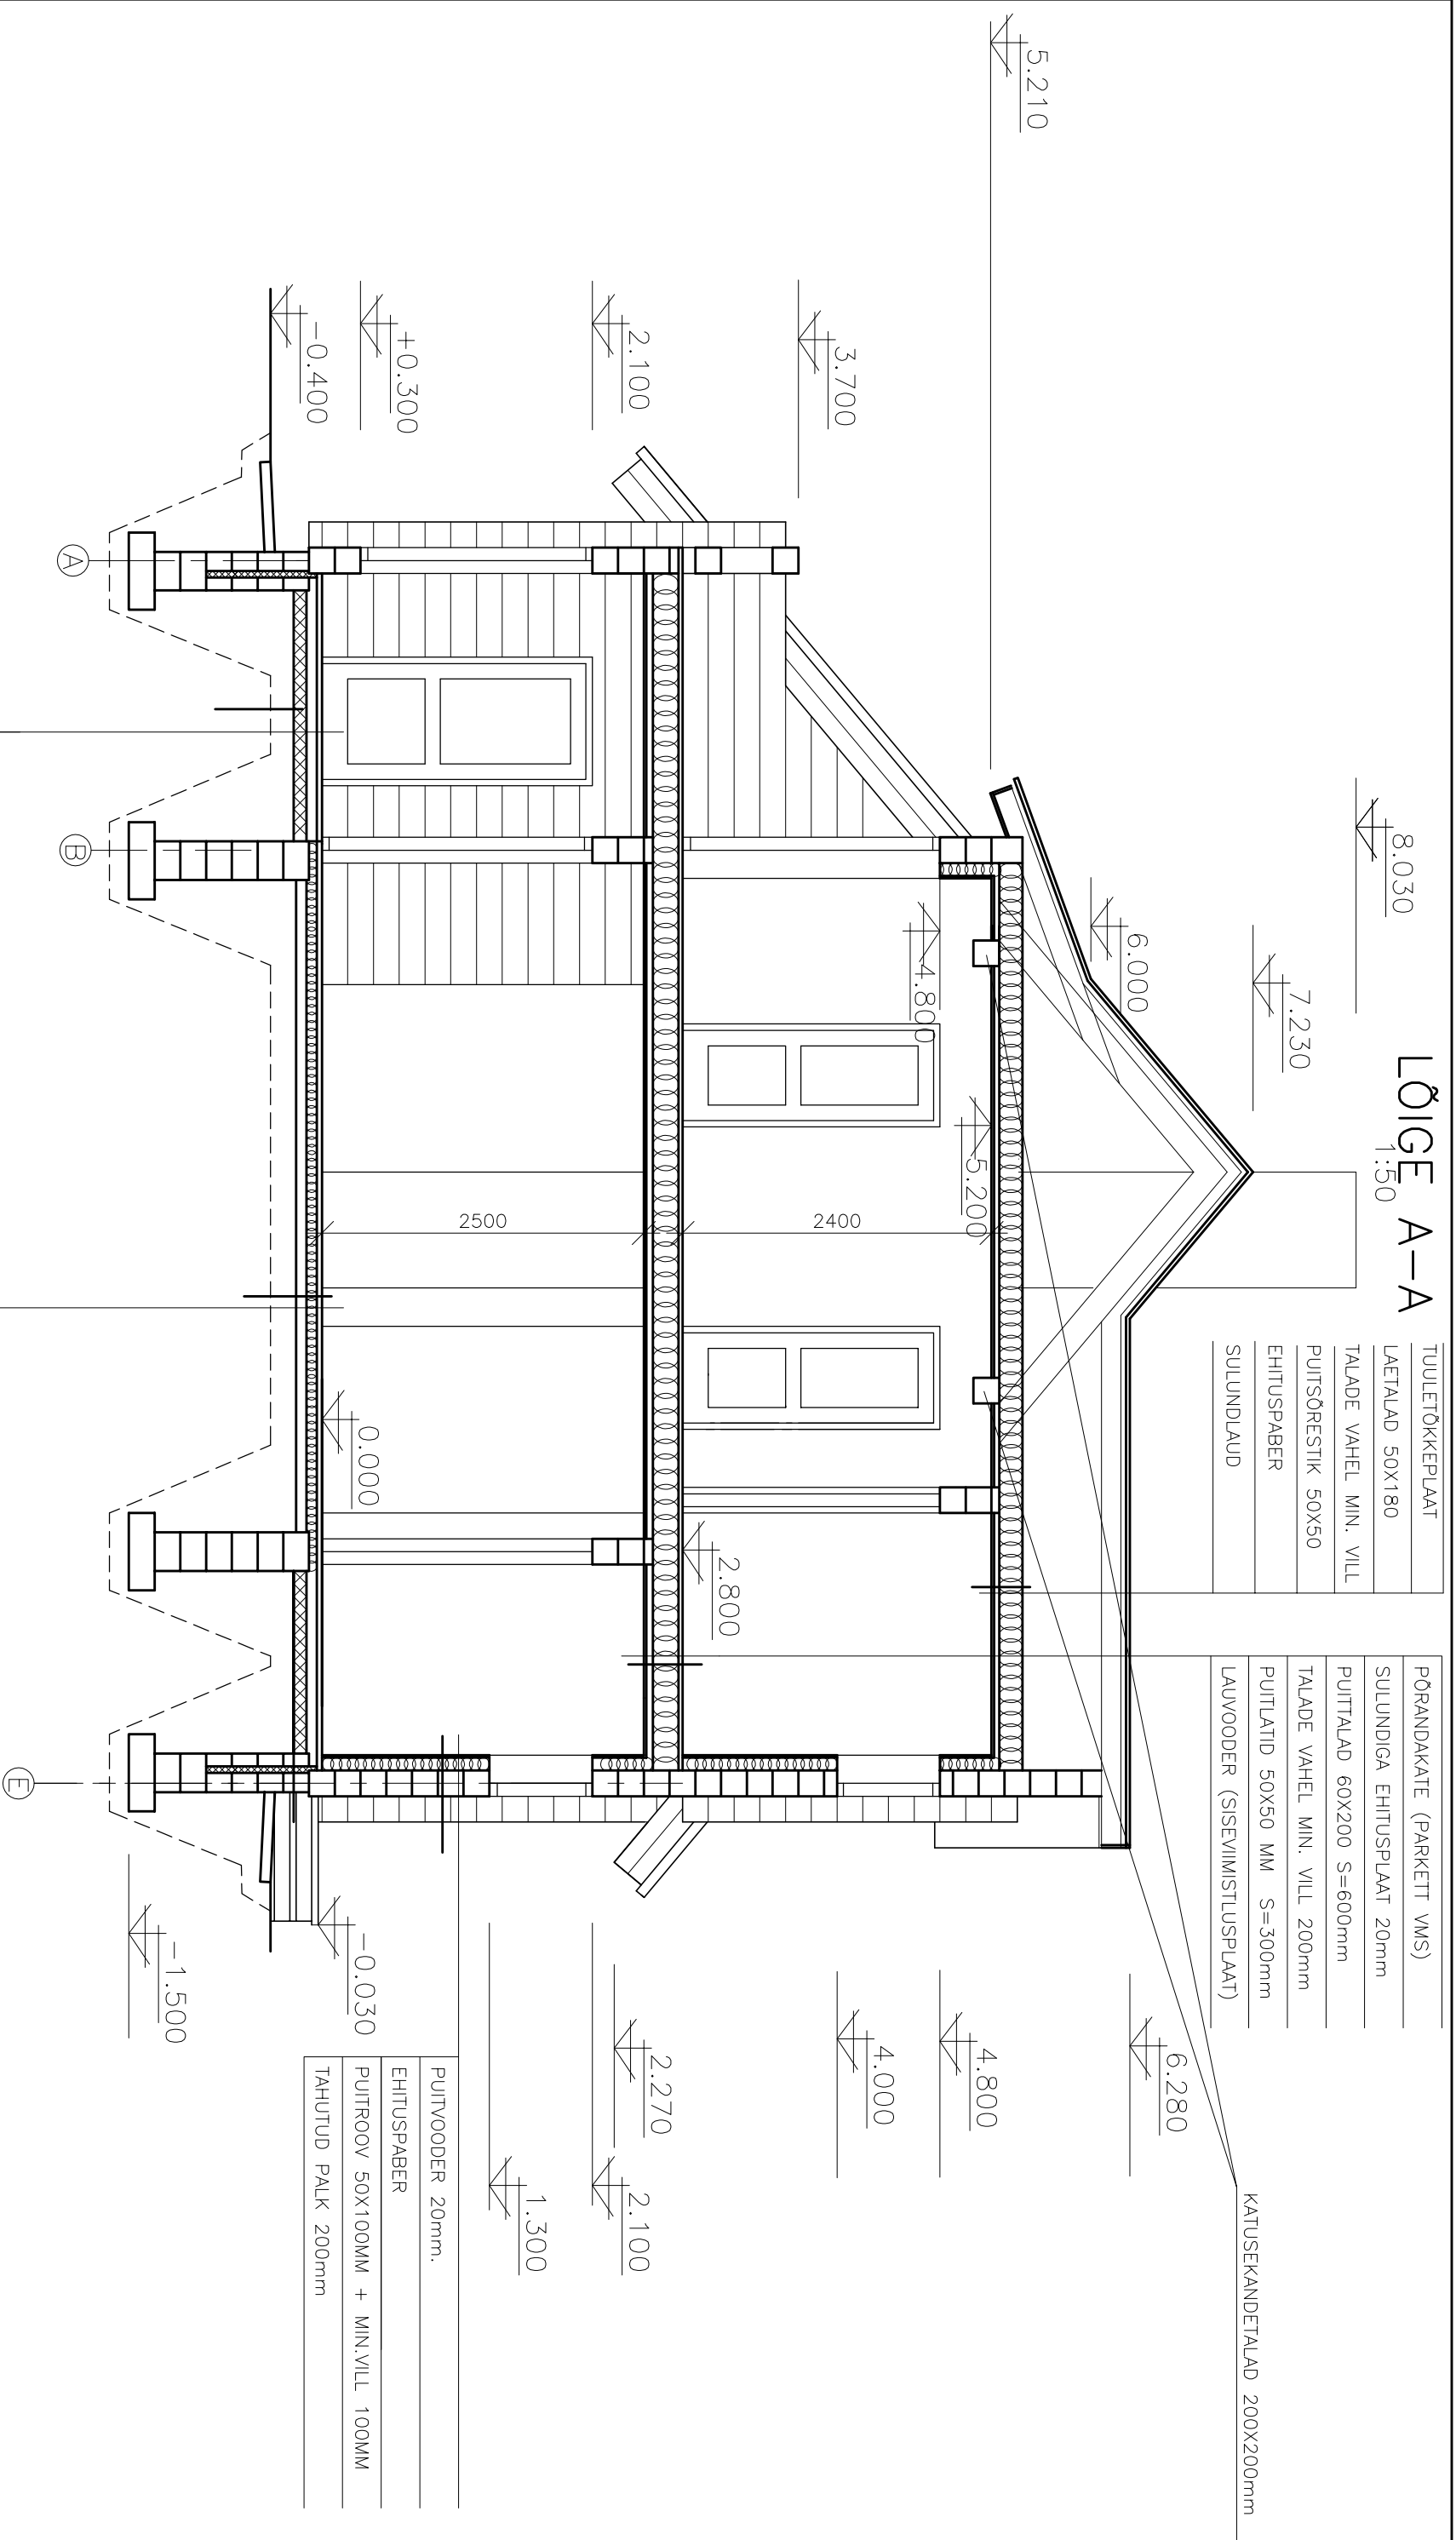 LÕIGE A-A
1:50
TUULETÕKKEPLAAT
LAETALAD 50X180
TALADE VAHEL MIN. VILL
PUITSÕRESTIK 50X50
EHITUSPABER
SULUNDLAUD
PÕRANDAKATE (PARKETT VMS)
SULUNDIGA EHITUSPLAAT 20mm
PUITTALAD 60X200 S=600mm
TALADE VAHEL MIN. VILL 200mm
PUITLATID 50X50 MM S=300mm
LAUVOODER (SISEVIIMISTLUSPLAAT)
KATUSEKANDETALAD 200X200mm
8.030
7.230
6.000
5.210
3.700
2.100
+0.300
-0.400
4.800
5.200
2400
2500
2.800
0.000
6.280
4.800
4.000
2.270
2.100
1.300
-0.030
-1.500
PUITVOODER 20mm.
EHITUSPABER
PUITROOV 50X100MM + MIN.VILL 100MM
TAHUTUD PALK 200mm
A
B
E